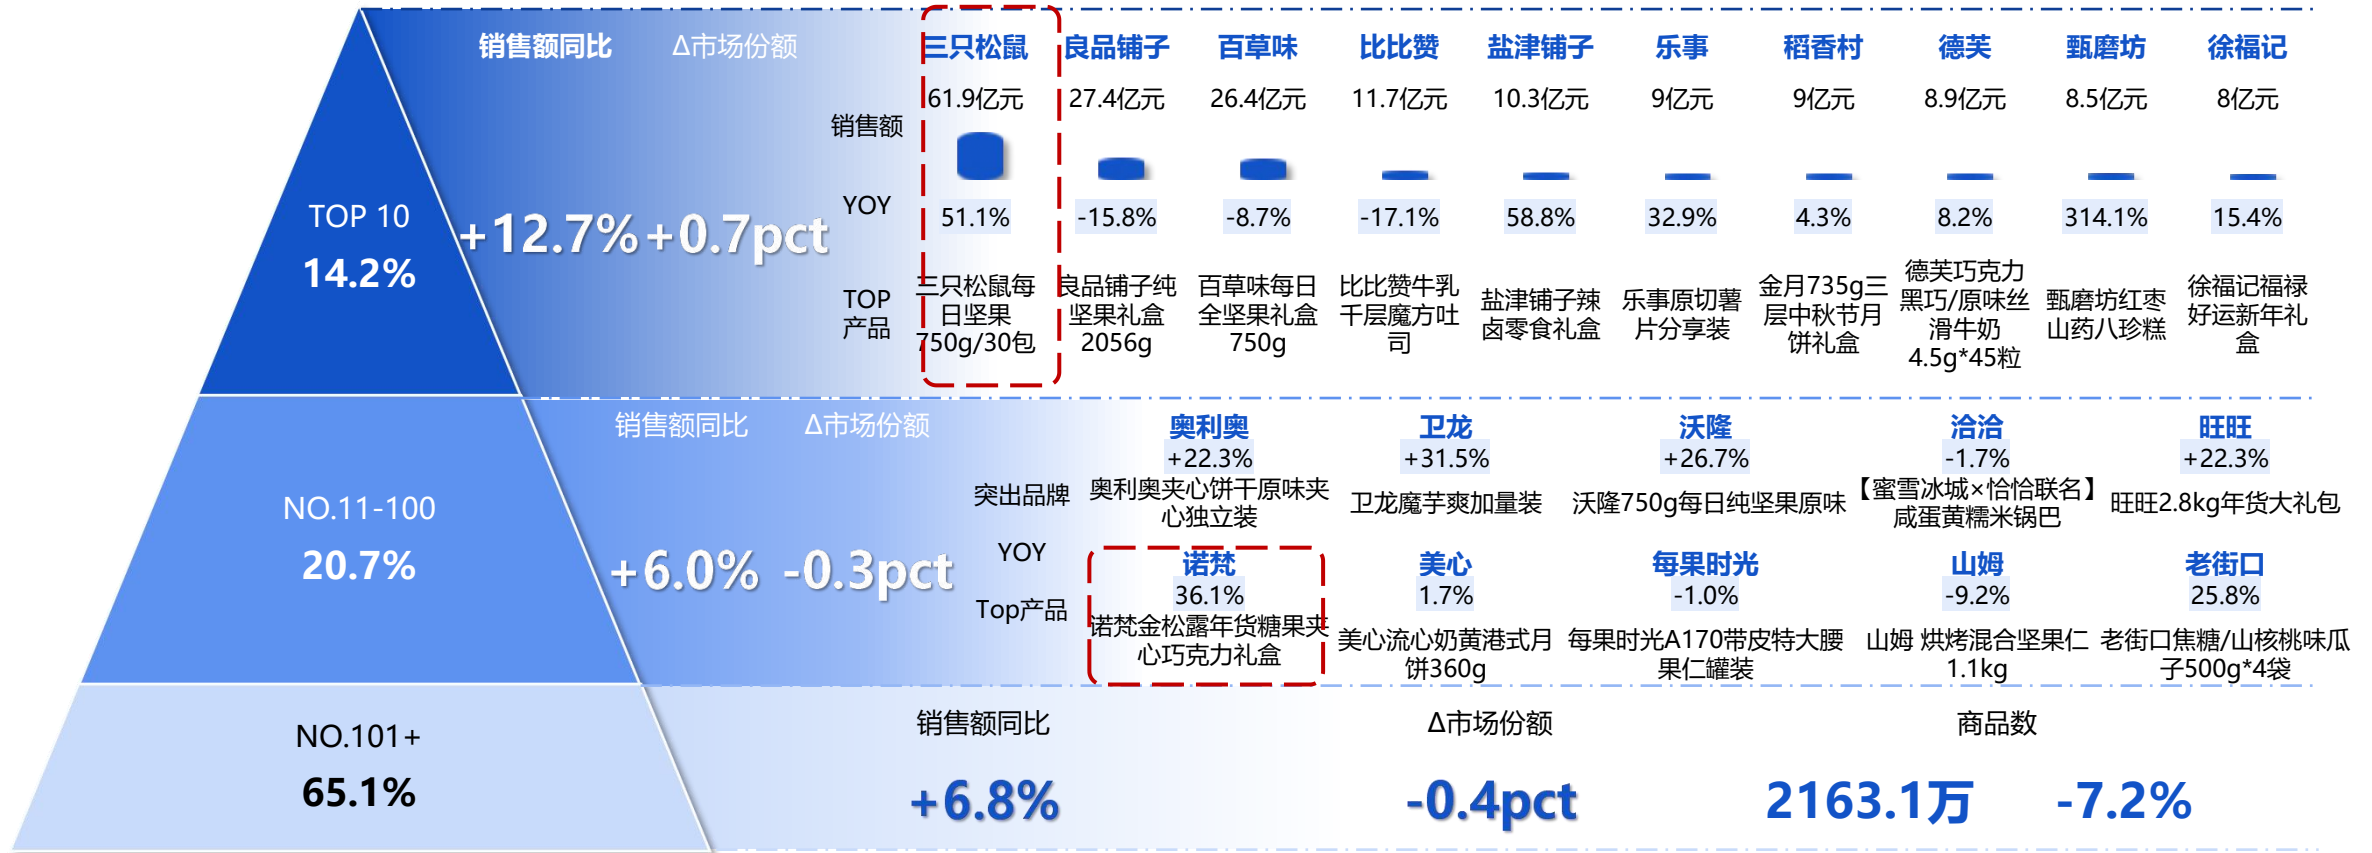 销售额同比 Δ市场份额
三只松鼠 良品铺子 百草味 比比赞 盐津铺子 乐事 稻香村 德芙 甄磨坊 徐福记
销售额
61.9亿元 27.4亿元 26.4亿元 11.7亿元 10.3亿元 9亿元 9亿元 8.9亿元 8.5亿元 8亿元
TOP 10
14.2%
+12.7% +0.7pct
YOY
51.1% -15.8% -8.7% -17.1% 58.8% 32.9% 4.3% 8.2% 314.1% 15.4%
TOP
产品
三只松鼠每
日坚果
750g/30包
良品铺子纯
坚果礼盒
2056g
百草味每日
全坚果礼盒
750g
比比赞牛乳
千层魔方吐
司
盐津铺子辣
卤零食礼盒
乐事原切薯
片分享装
金月735g三
层中秋节月
饼礼盒
德芙巧克力
黑巧/原味丝
滑牛奶
4.5g*45粒
甄磨坊红枣
山药八珍糕
徐福记福禄
好运新年礼
盒
销售额同比 Δ市场份额
NO.11-100
20.7%
+6.0% -0.3pct
突出品牌
YOY
Top产品
奥利奥
+22.3%
奥利奥夹心饼干原味夹
心独立装
卫龙
+31.5%
卫龙魔芋爽加量装
沃隆
+26.7%
沃隆750g每日纯坚果原味
洽洽
-1.7%
【蜜雪冰城×恰恰联名】
咸蛋黄糯米锅巴
旺旺
+22.3%
旺旺2.8kg年货大礼包
诺梵
36.1%
诺梵金松露年货糖果夹
心巧克力礼盒
美心
1.7%
美心流心奶黄港式月
饼360g
每果时光
-1.0%
每果时光A170带皮特大腰
果仁罐装
山姆
-9.2%
山姆 烘烤混合坚果仁
1.1kg
老街口
25.8%
老街口焦糖/山核桃味瓜
子500g*4袋
NO.101+
65.1%
销售额同比 Δ市场份额 商品数
+6.8% -0.4pct 2163.1万 -7.2%